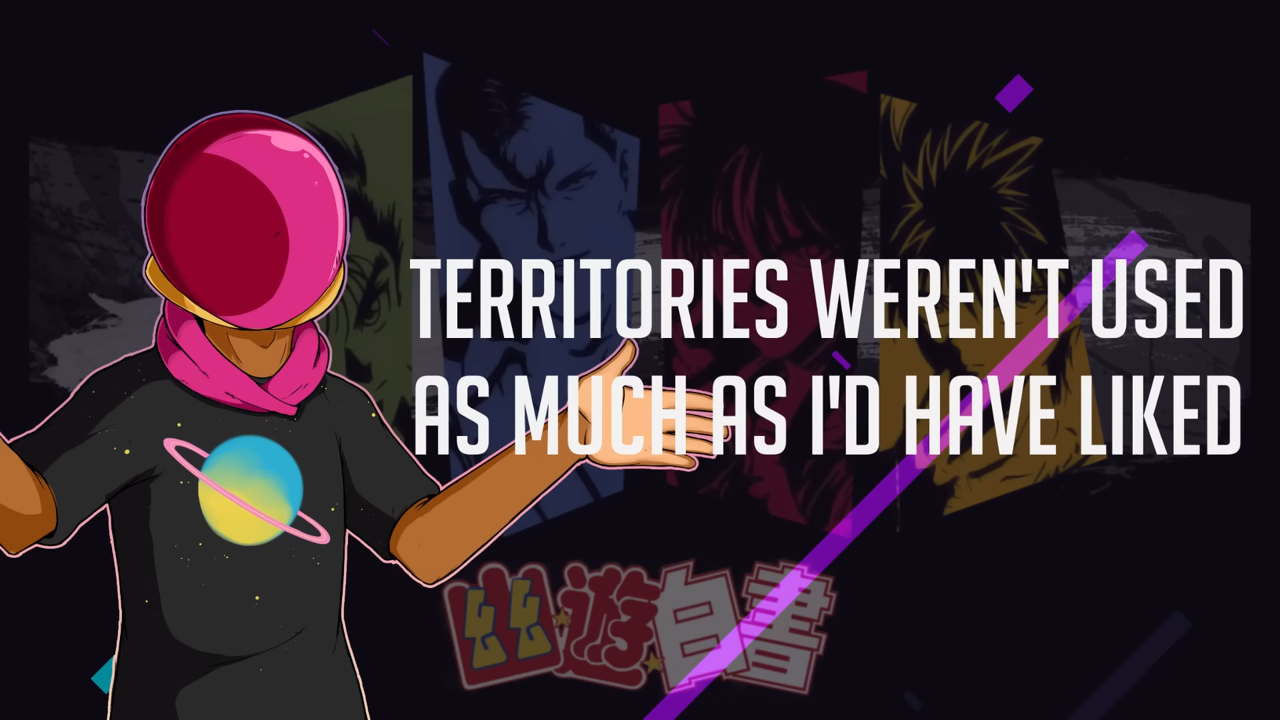 TERRITORIES WEREN'T USED
AS MUCH AS I'D HAVE LIKED
幽遊白書